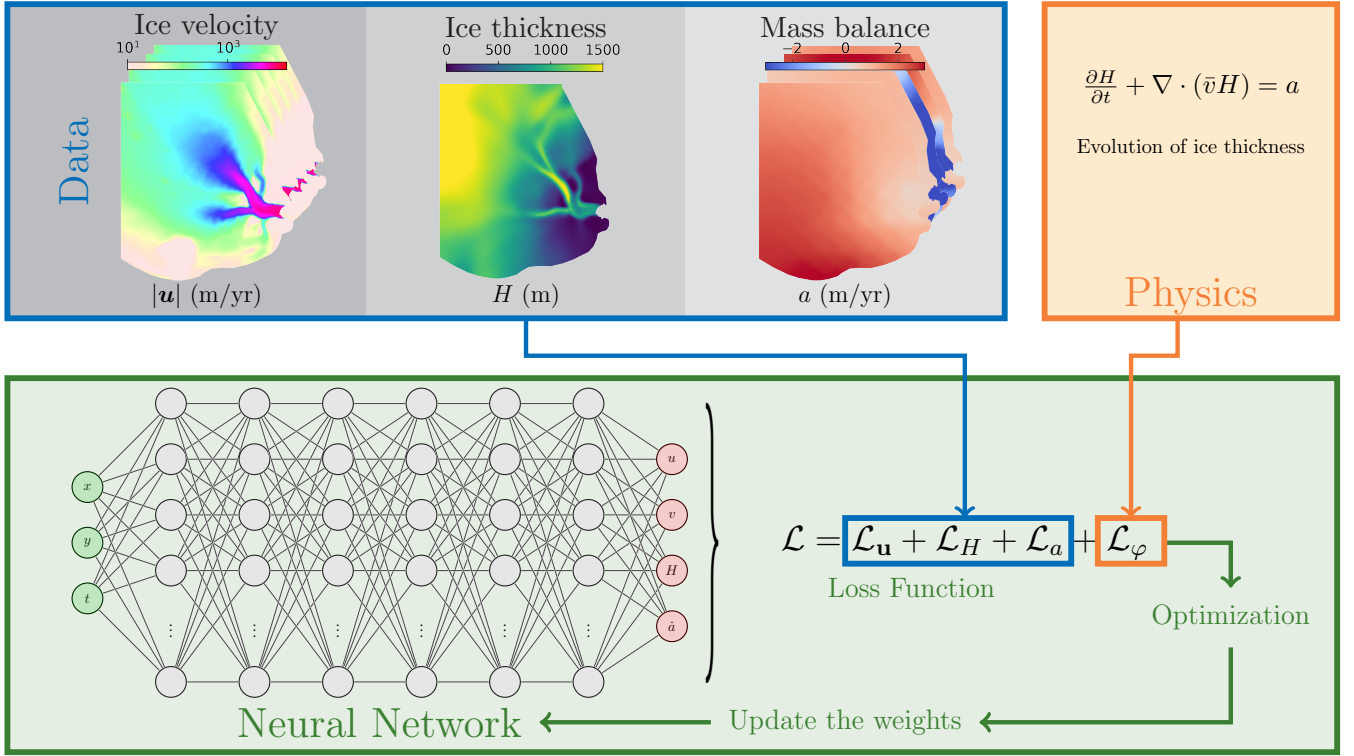 Ice velocity
10¹ 10³
|u| (m/yr)
Ice thickness
0 500 1000 1500
H (m)
Mass balance
−2 0 2
a (m/yr)
Data
∂H/∂t + ∇ · (v̄H) = a
Evolution of ice thickness
Physics
x
y
t
⋮ ⋮ ⋮ ⋮ ⋮ ⋮
u
v
H
ȧ
ℒ = ℒ_u + ℒ_H + ℒ_a + ℒ_φ
Loss Function
Optimization
Update the weights
Neural Network